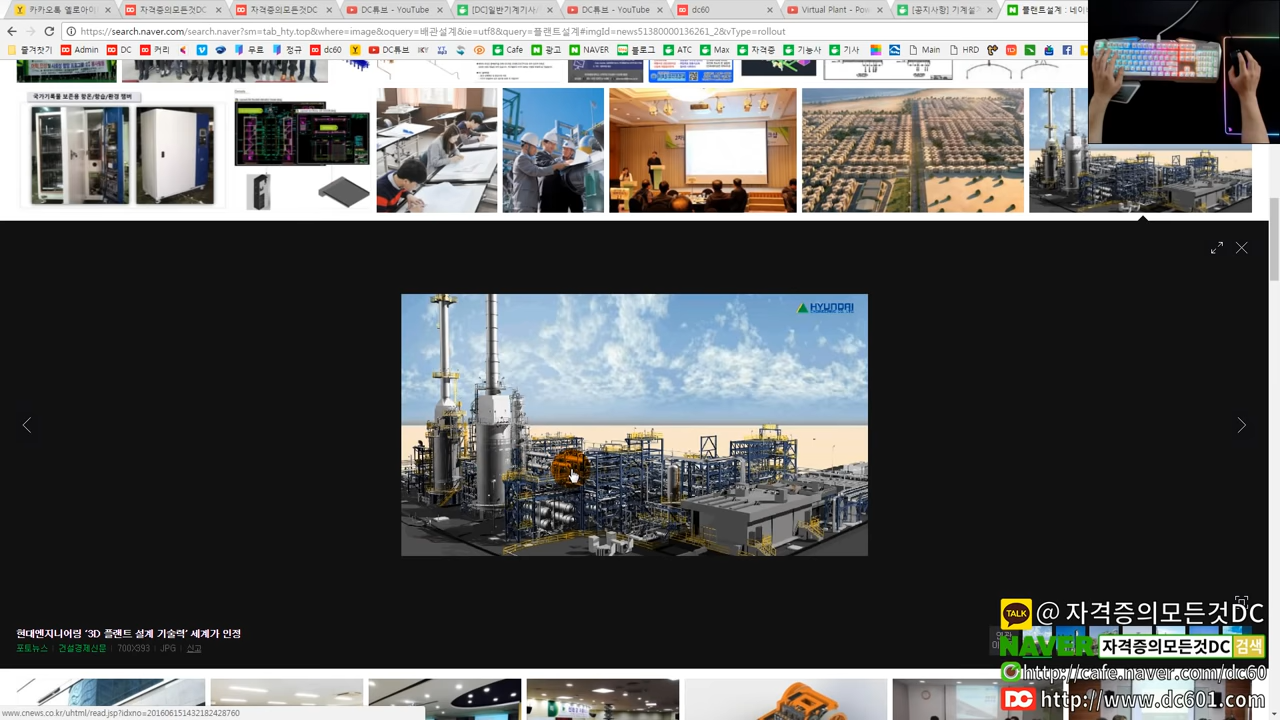 카카오톡 옐로아이
자격증의모든것DC
자격증의모든것DC
DC튜브 - YouTube
[DC]일반기계기사
DC튜브 - YouTube
dc60
Virtual Plant - Pow
[공지사항] 기계설
플랜트설계 : 네이
https://search.naver.com/search.naver?sm=tab_hty.top&where=image&oquery=배관설계&ie=utf8&query=플랜트설계#imgId=news51380000136261_2&vType=rollout
즐겨찾기 Admin DC 커리 무료 정규 dc60 DC튜브 Cafe 광고 NAVER 블로그 ATC Max 자격증 기능사 기사 Main HRD
국가기록물 보존용 항온/항습/환경 챔버
HYUNDAI
현대엔지니어링 '3D 플랜트 설계 기술력' 세계가 인정
포토뉴스 | 건설경제신문 | 700X393 | JPG | 신고
TALK @ 자격증의모든것DC
NAVER 자격증의모든것DC 검색
http://cafe.naver.com/dc60
DC http://www.dc601.com
www.cnews.co.kr/uhtml/read.jsp?idxno=201606151432182428760